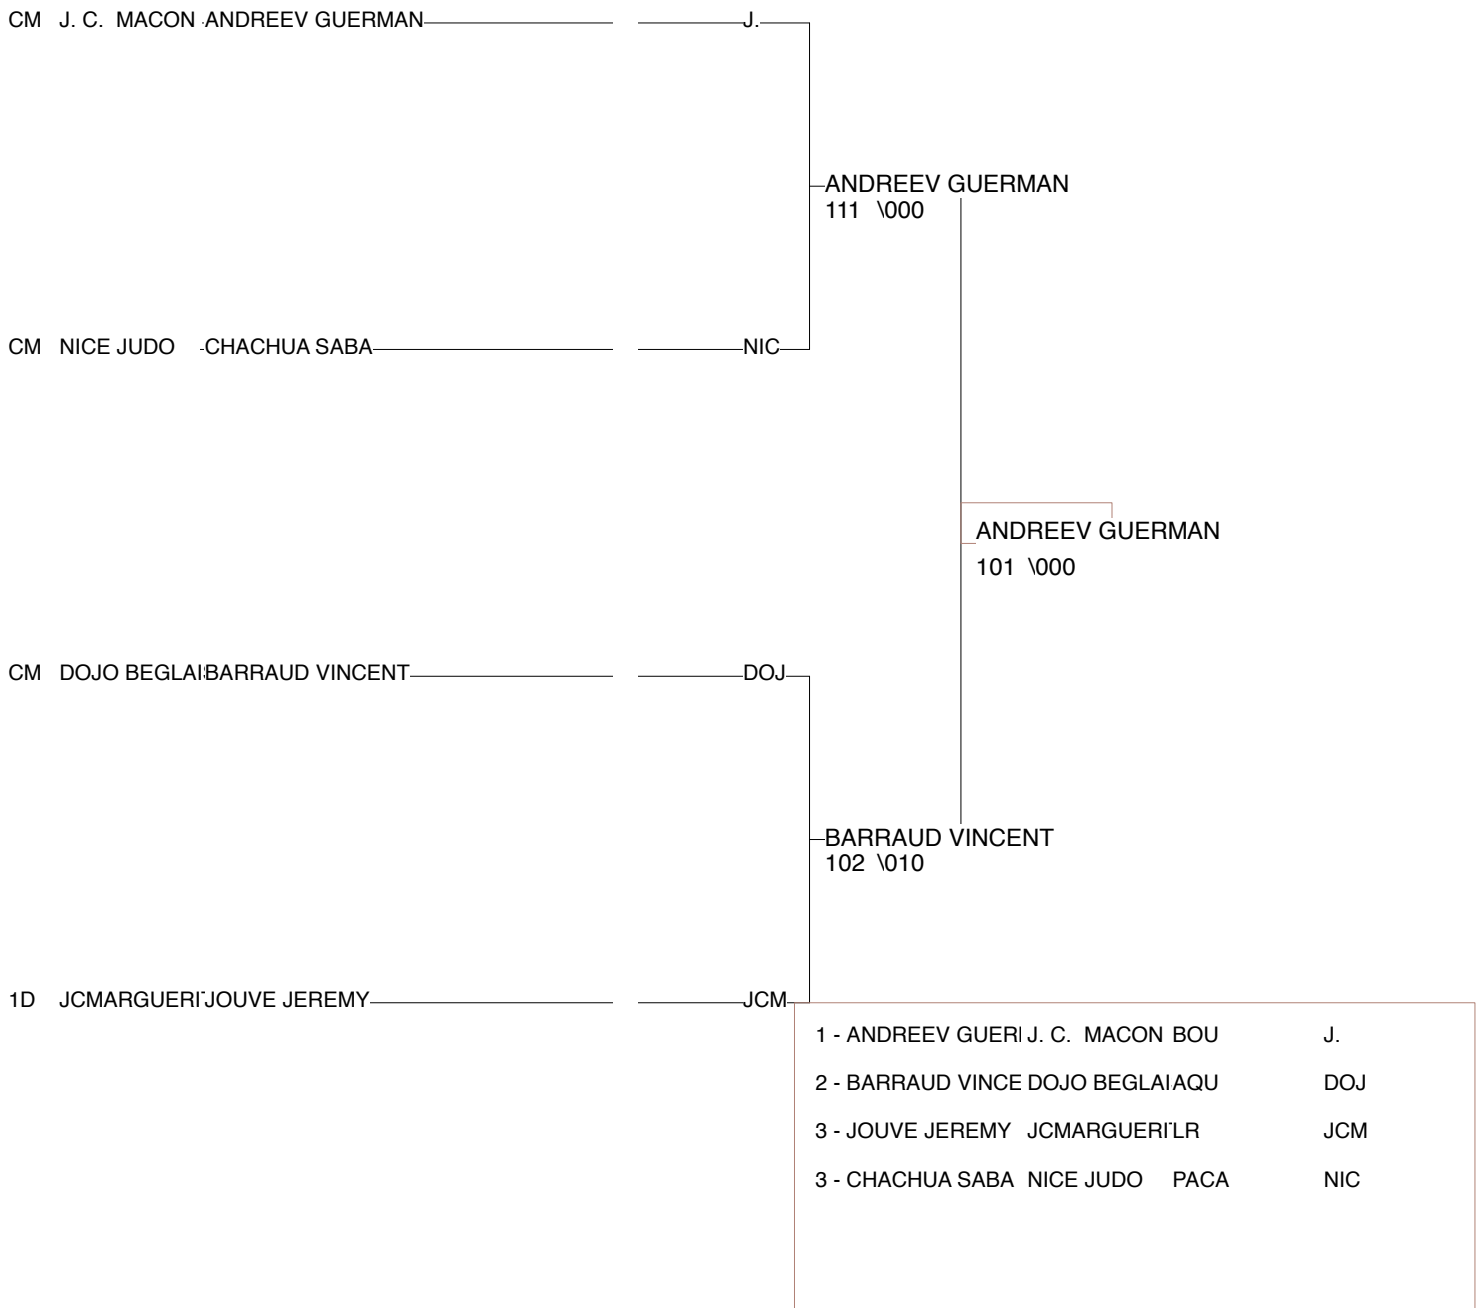 CM J. C. MACON ANDREEV GUERMAN J.
ANDREEV GUERMAN
111 \000
CM NICE JUDO CHACHUA SABA NIC
ANDREEV GUERMAN
101 \000
CM DOJO BEGLAI BARRAUD VINCENT DOJ
BARRAUD VINCENT
102 \010
1D JCMARGUERI JOUVE JEREMY JCM
1 - ANDREEV GUER J. C. MACON BOU J.
2 - BARRAUD VINCE DOJO BEGLAI AQU DOJ
3 - JOUVE JEREMY JCMARGUERI LR JCM
3 - CHACHUA SABA NICE JUDO PACA NIC